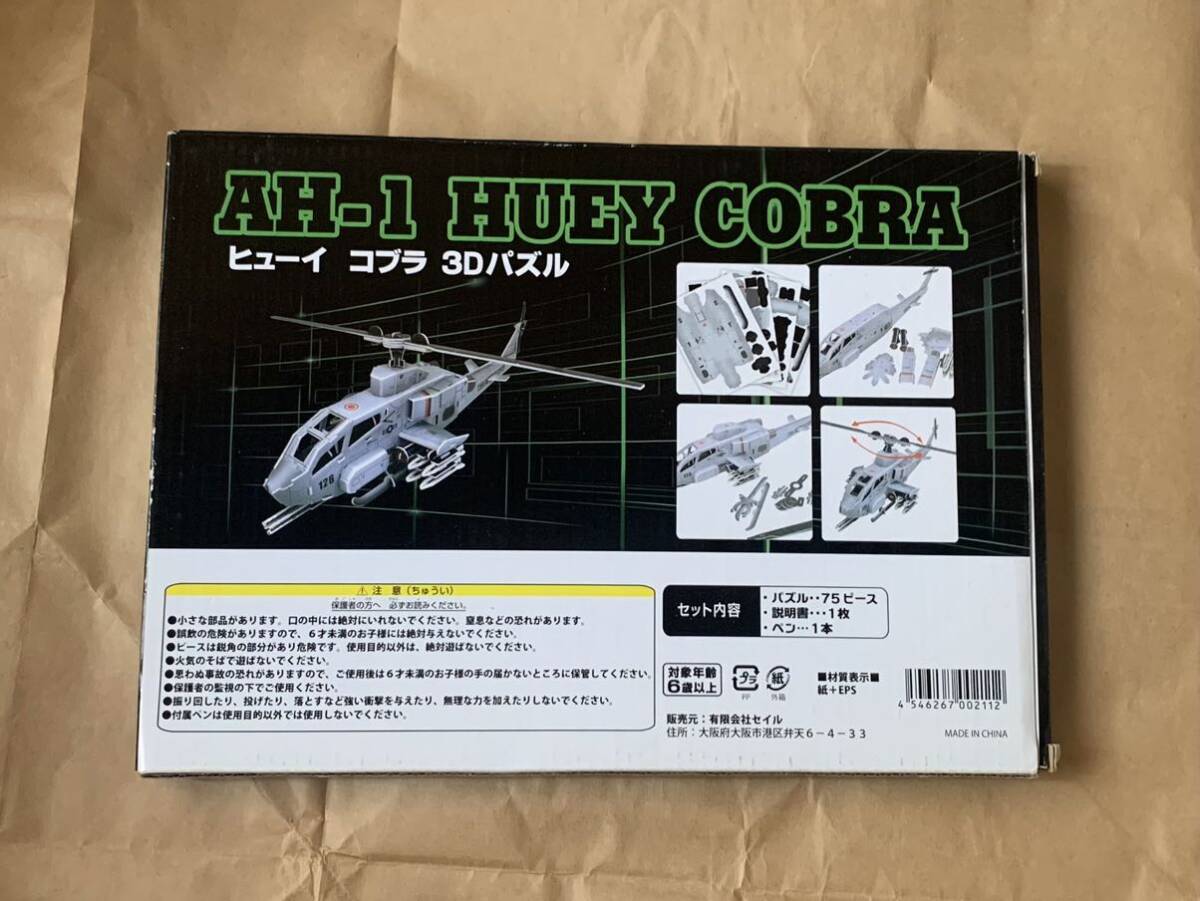 AH-1 HUEY COBRA
ヒューイ コブラ 3Dパズル
128
128
⚠注 意(ちゅうい)
保護者の方へ 必ずお読みください。
●小さな部品があります。口の中には絶対にいれないでください。窒息などの恐れがあります。
●誤飲の危険がありますので、6才未満のお子様には絶対与えないでください。
●ピースは鋭角の部分があり危険です。使用目的以外は、絶対遊ばないでください。
●火気のそばで遊ばないでください。
●思わぬ事故の恐れがありますので、ご使用後は6才未満のお子様の手の届かないところに保管してください。
●保護者の監視の下でご使用ください。
●振り回したり、投げたり、落とすなど強い衝撃を与えたり、無理な力を加えたりしないでください。
●付属ペンは使用目的以外では使用しないでください。
セット内容
・パズル‥75ピース
・説明書‥‥1枚
・ペン…1本
対象年齢
6歳以上
プラ
PP
紙
外箱
■材質表示■
紙+EPS
4 546267 002112
販売元:有限会社セイル
住所:大阪府大阪市港区弁天6-4-33
MADE IN CHINA